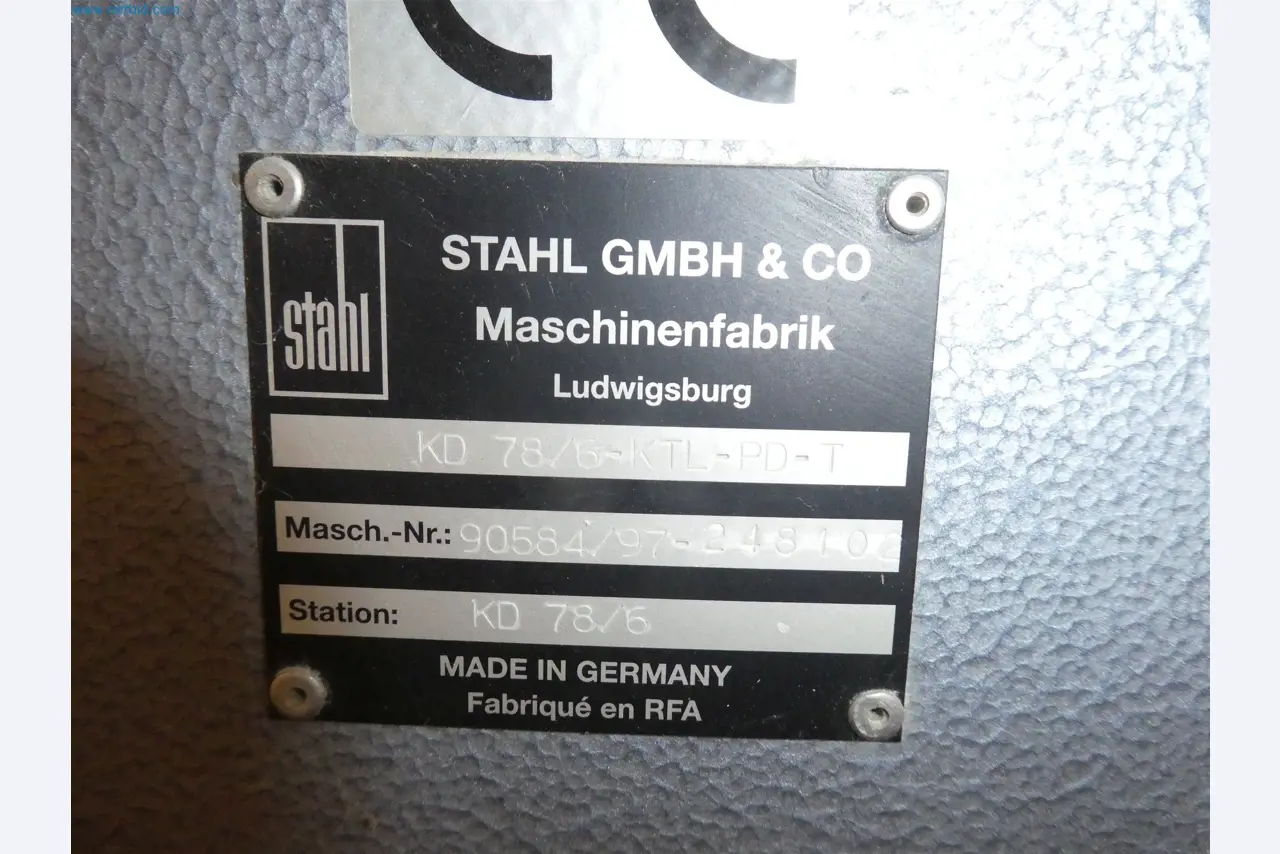 STAHL GMBH & CO
Maschinenfabrik
stahl
Ludwigsburg
KD 78/6-KTL-PD-T
Masch.-Nr.: 90584/97-248102
Station: KD 78/6
MADE IN GERMANY
Fabriqué en RFA